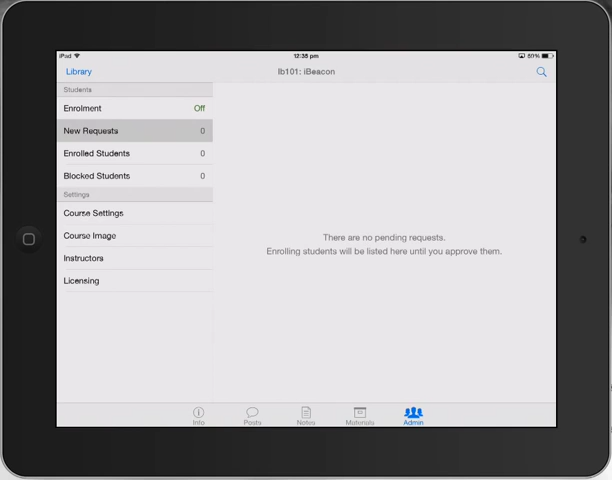 iPad 12:35 pm 69%
Library Ib101: iBeacon
Students
Enrolment Off
New Requests 0
Enrolled Students 0
Blocked Students 0
Settings
Course Settings
Course Image
Instructors
Licensing
There are no pending requests.
Enrolling students will be listed here until you approve them.
Info Posts Notes Materials Admin